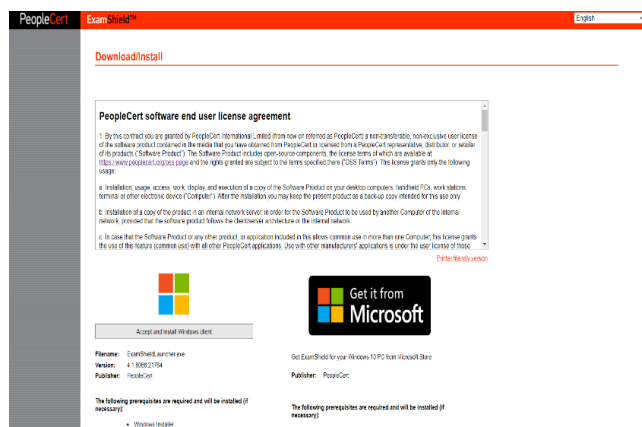 PeopleCert ExamShield™ English
Download/Install
PeopleCert software end user license agreement
1. By this contract you are granted by PeopleCert International Limited (from now on referred as PeopleCert) a non-transferable, non-exclusive user license
of the software product contained in the media that you have obtained from PeopleCert or licensed from a PeopleCert representative, distributor, or retailer
of its products ("Software Product"). The Software Product includes open-source components, the license terms of which are available at
https://www.peoplecert.org/oss.page and the rights granted are subject to the terms specified there ("OSS Terms"). This License grants only the following
usage:
a. Installation, usage, access, work, display, and execution of a copy of the Software Product on your desktop computers, handheld PCs, work stations,
terminal or other electronic device ("Computer"). After the installation you may keep the present product as a back-up copy intended for this use only.
b. Installation of a copy of the product in an internal network server, in order for the Software Product to be used by another Computer of the internal
network, provided that the software product follows the client/server architecture or the internal network.
c. In case that the Software Product or any other product, or application included in this allows common use in more than one Computer, this license grants
the use of this feature (common use) with all other PeopleCert applications. Use with other manufacturers' applications is under the user license of those
Printer friendly version
Accept and Install Windows client
Filename: ExamShieldLauncher.exe
Version: 4.1.8068.21764
Publisher: PeopleCert
The following prerequisites are required and will be installed (if
necessary):
• Windows Installer
Get it from
Microsoft
Get ExamShield for your Windows 10 PC from Microsoft Store
Publisher: PeopleCert
The following prerequisites are required and will be installed (if
necessary):